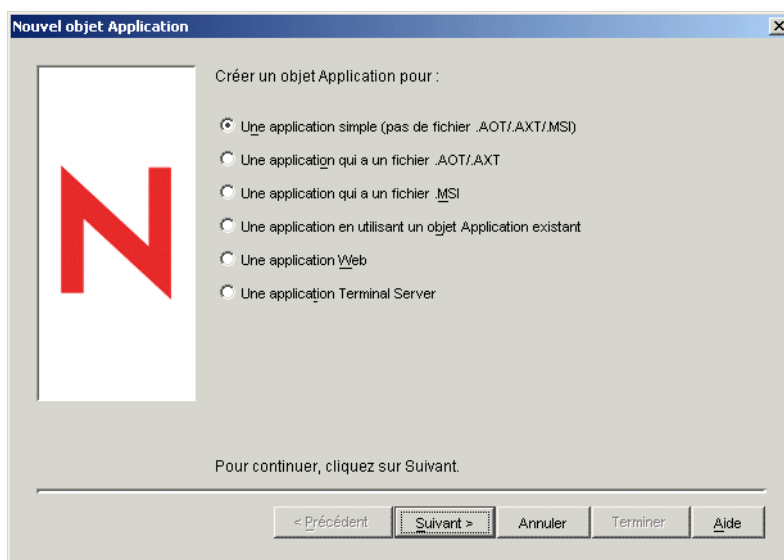 Nouvel objet Application
Créer un objet Application pour :
Une application simple (pas de fichier .AOT/.AXT/.MSI)
Une application qui a un fichier .AOT/.AXT
Une application qui a un fichier .MSI
Une application en utilisant un objet Application existant
Une application Web
Une application Terminal Server
Pour continuer, cliquez sur Suivant.
< Précédent Suivant > Annuler Terminer Aide